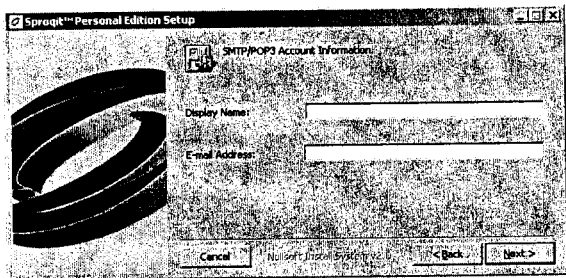 Sproqit™ Personal Edition Setup
SMTP/POP3 Account Information
Display Name:
E-mail Address:
Cancel
Nullsoft Install System v2.0
< Back
Next >